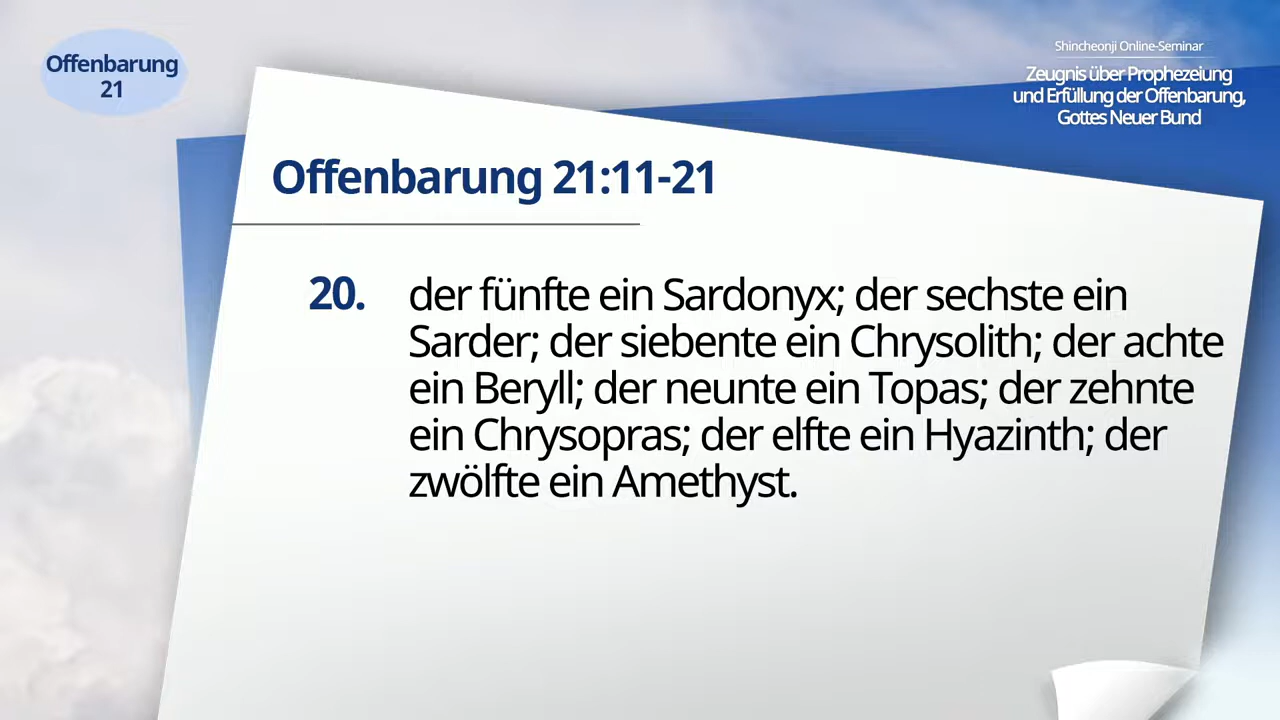 Offenbarung
21
Shincheonji Online-Seminar
Zeugnis über Prophezeiung
und Erfüllung der Offenbarung,
Gottes Neuer Bund
Offenbarung 21:11-21
20. der fünfte ein Sardonyx; der sechste ein
Sarder; der siebente ein Chrysolith; der achte
ein Beryll; der neunte ein Topas; der zehnte
ein Chrysopras; der elfte ein Hyazinth; der
zwölfte ein Amethyst.